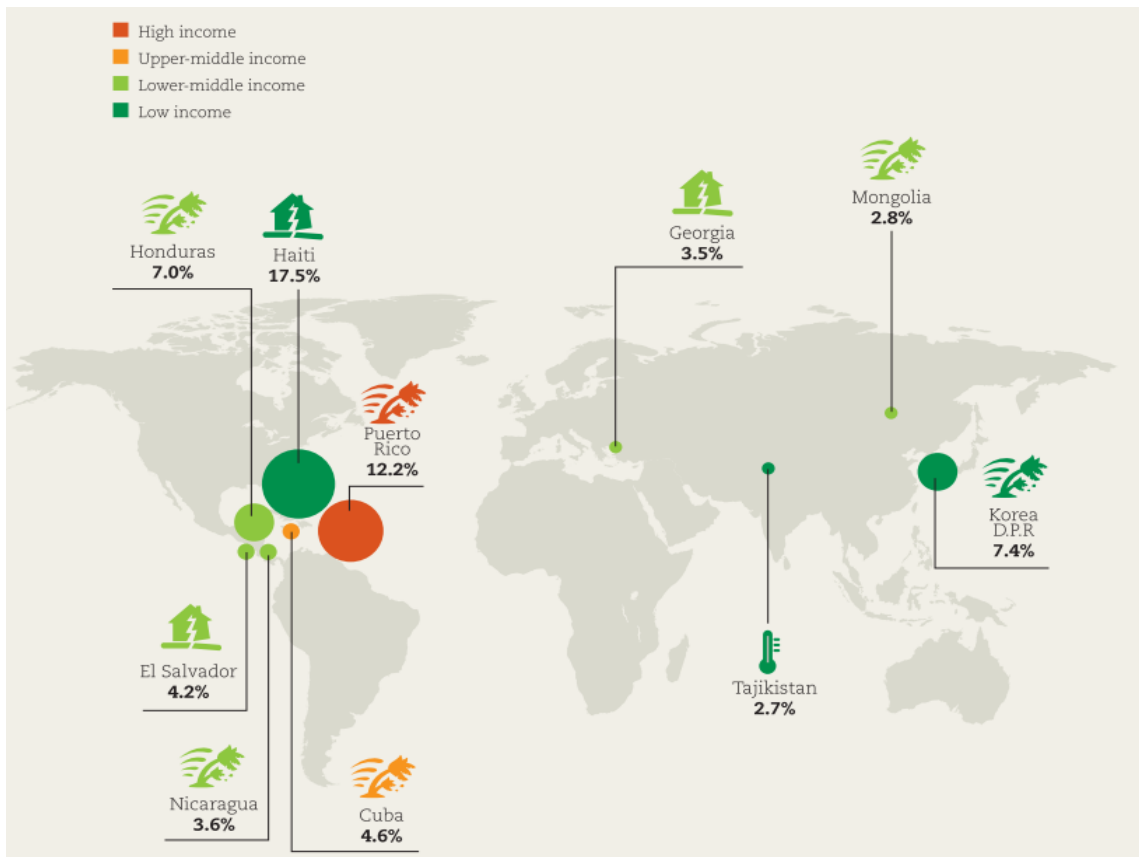 High income
Upper-middle income
Lower-middle income
Low income
Mongolia
2.8%
Georgia
3.5%
Honduras
7.0%
Haiti
17.5%
Puerto
Rico
12.2%
Korea
D.P.R
7.4%
El Salvador
4.2%
Tajikistan
2.7%
Nicaragua
3.6%
Cuba
4.6%